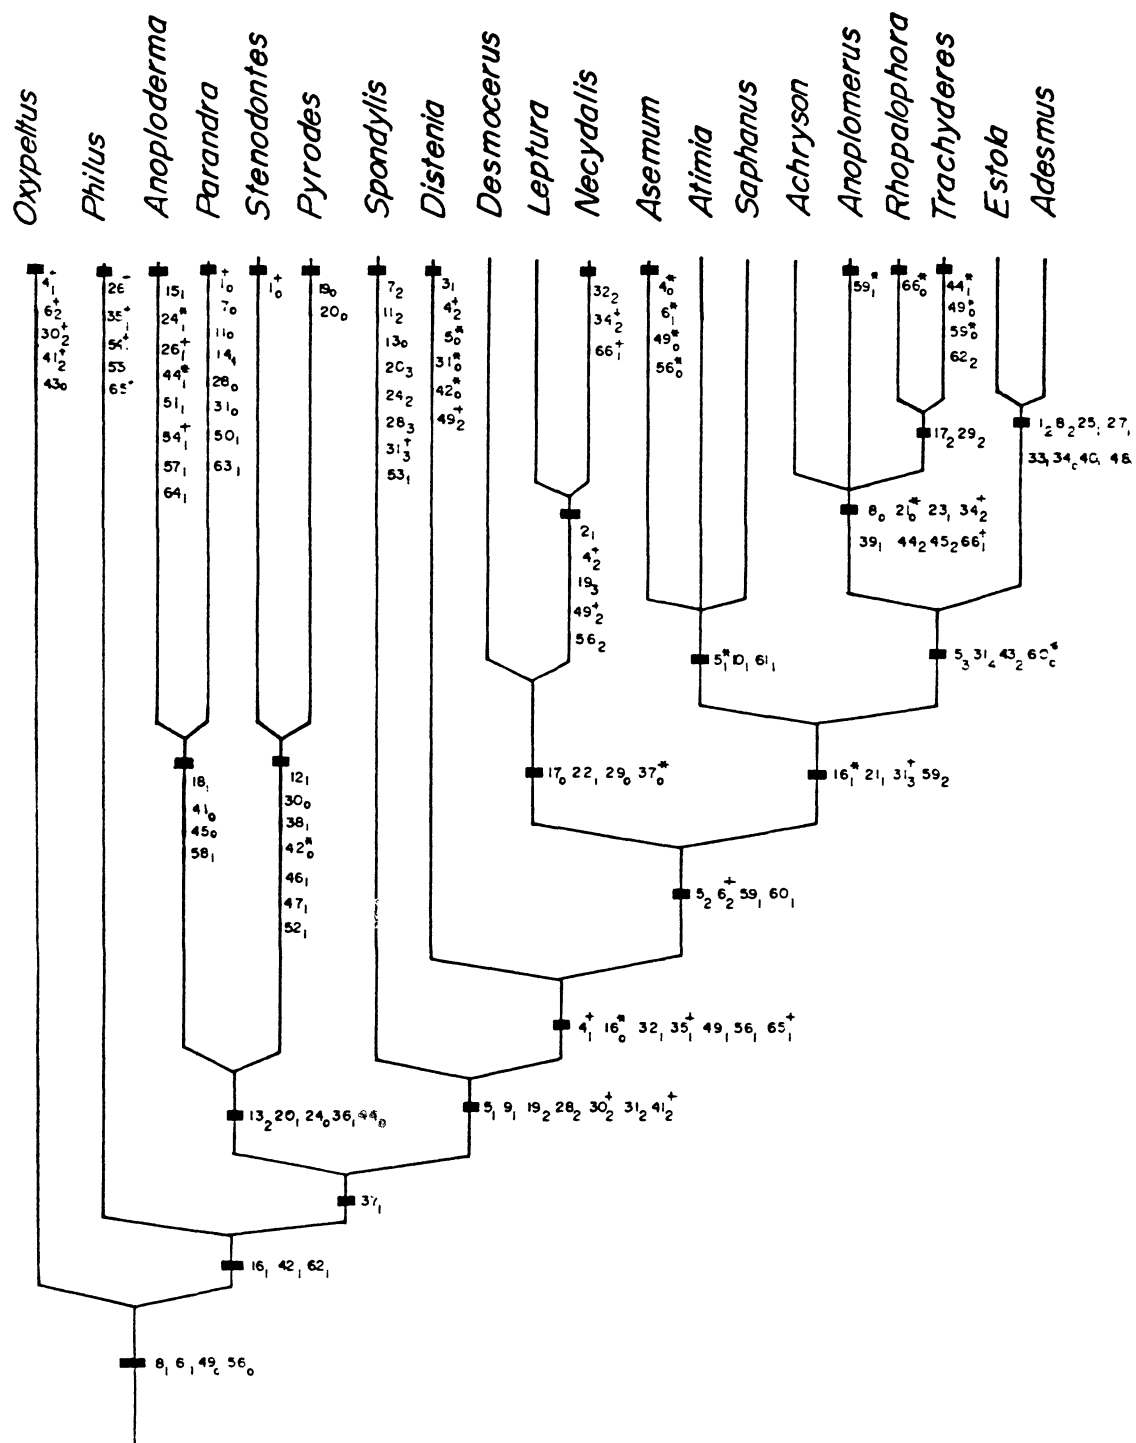 Oxypeltus
Philus
Anoploderma
Parandra
Stenodontes
Pyrodes
Spondylis
Distenia
Desmocerus
Leptura
Necydalis
Asemum
Atimia
Saphanus
Achryson
Anoplomerus
Rhopalophora
Trachyderes
Estola
Adesmus
4₁⁺
6₂⁺
30₂⁺
41₂⁺
43₀
35₁⁺
53
65⁺
15₁
24₁*
26₁⁺
44₁*
51₁
54₁⁺
57₁
64₁
1₀⁺
7₀
11₀
14₁
28₀
31₀
50₁
63₁
1₀⁺
19₀
20₀
7₂
11₂
13₀
20₃
24₂
28₃
31₃⁺
53₁
3₁
4₂⁺
5₀*
31₀*
42₀*
49₂⁺
32₂
34₂⁺
66₁⁺
4₀*
6₁*
49₀*
56₀*
59₁*
66₀*
44₁*
49₀*
59₀*
62₂
17₂ 29₂
1₂ 8₂ 25₁ 27₁
33₁ 34₀ 40₁ 48
8₀ 21₀* 23₁ 34₂⁺
39₁ 44₂ 45₂ 66₁⁺
2₁
4₂⁺
19₃
49₂⁺
56₂
5₁* 10₁ 61₁
5₃ 31₄ 43₂ 60₀*
18₁
41₀
45₀
58₁
12₁
30₀
38₁
42₀*
46₁
47₁
52₁
17₀ 22₁ 29₀ 37₀*
16₁* 21₁ 31₃⁺ 59₂
5₂ 6₂⁺ 59₁ 60₁
4₁⁺ 16₀* 32₁ 35₁⁺ 49₁ 56₁ 65₁⁺
13₂ 20₁ 24₀ 36₁
5₁ 9₁ 19₂ 28₂ 30₂⁺ 31₂ 41₂⁺
37₁
16₁ 42₁ 62₁
8₁ 6₁ 49₀ 56₀